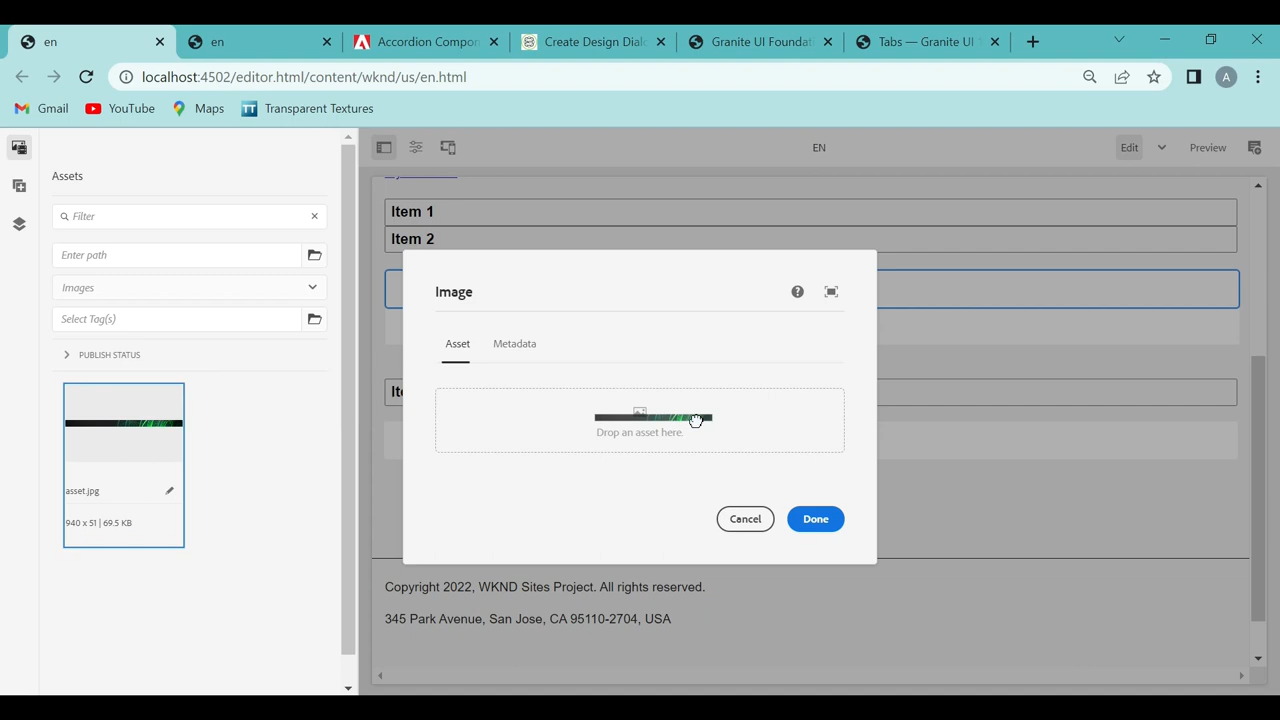 en
en
Accordion Compon
Create Design Dial
Granite UI Foundati
Tabs — Granite UI
localhost:4502/editor.html/content/wknd/us/en.html
A
Gmail
YouTube
Maps
TT
Transparent Textures
Assets
Filter
Enter path
Images
Select Tag(s)
PUBLISH STATUS
asset.jpg
940 x 51 | 69.5 KB
EN
Edit
Preview
Item 1
Item 2
Image
Asset
Metadata
Drop an asset here.
Cancel
Done
Copyright 2022, WKND Sites Project. All rights reserved.
345 Park Avenue, San Jose, CA 95110-2704, USA